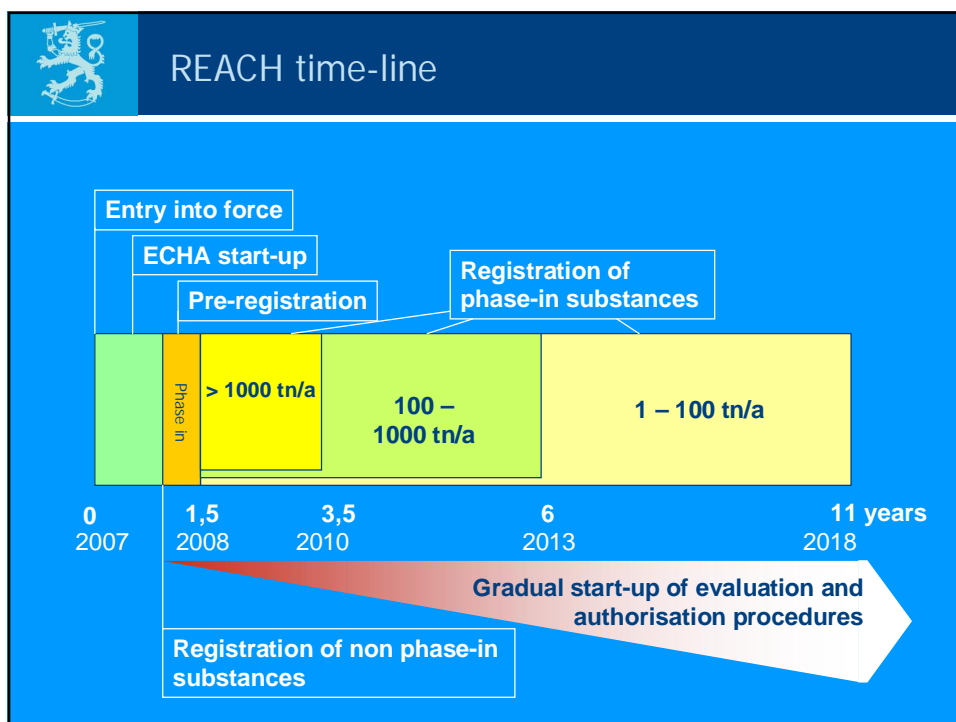 REACH time-line
Entry into force
ECHA start-up
Pre-registration
Registration of
phase-in substances
Phase in
> 1000 tn/a
100 –
1000 tn/a
1 – 100 tn/a
0 1,5 3,5 6 11 years
2007 2008 2010 2013 2018
Gradual start-up of evaluation and
authorisation procedures
Registration of non phase-in
substances